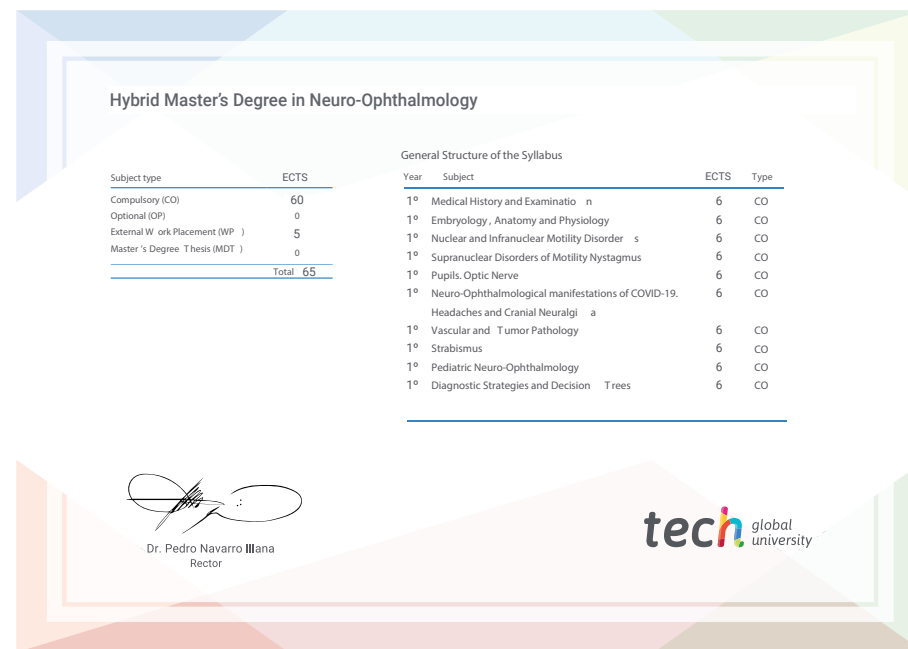 Hybrid Master's Degree in Neuro-Ophthalmology
Subject type ECTS
Compulsory (CO) 60
Optional (OP) 0
External W ork Placement (WP ) 5
Master 's Degree T hesis (MDT ) 0
Total 65
General Structure of the Syllabus
Year Subject ECTS Type
1º Medical History and Examinatio n 6 CO
1º Embryology , Anatomy and Physiology 6 CO
1º Nuclear and Infranuclear Motility Disorder s 6 CO
1º Supranuclear Disorders of Motility Nystagmus 6 CO
1º Pupils. Optic Nerve 6 CO
1º Neuro-Ophthalmological manifestations of COVID-19. 6 CO
Headaches and Cranial Neuralgi a
1º Vascular and T umor Pathology 6 CO
1º Strabismus 6 CO
1º Pediatric Neuro-Ophthalmology 6 CO
1º Diagnostic Strategies and Decision T rees 6 CO
Dr. Pedro Navarro Illana
Rector
tech global
university